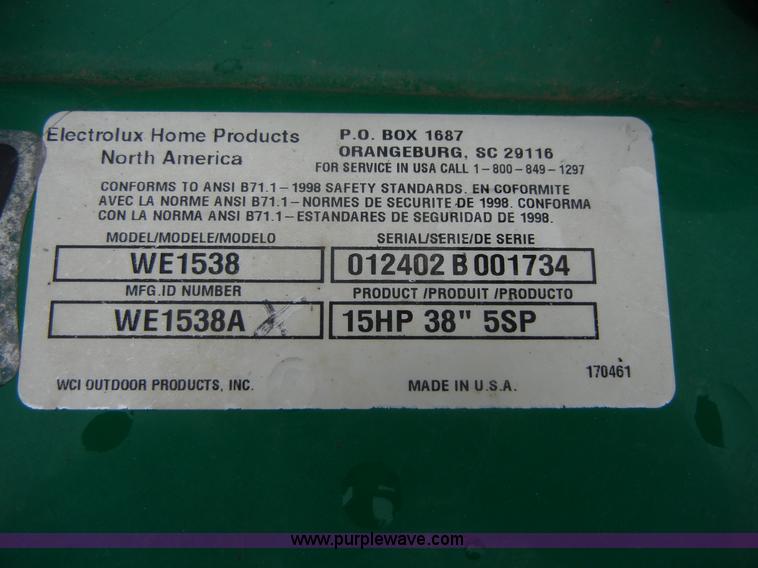 Electrolux Home Products
North America
P.O. BOX 1687
ORANGEBURG, SC 29116
FOR SERVICE IN USA CALL 1-800-849-1297
CONFORMS TO ANSI B71.1-1998 SAFETY STANDARDS. EN COFORMITE
AVEC LA NORME ANSI B71.1-NORMES DE SECURITE DE 1998. CONFORMA
CON LA NORMA ANSI B71.1-ESTANDARES DE SEGURIDAD DE 1998.
MODEL/MODELE/MODELO
WE1538
SERIAL/SERIE/DE SERIE
012402 B 001734
MFG ID NUMBER
WE1538A
PRODUCT /PRODUIT /PRODUCTO
15HP 38" 5SP
170461
WCI OUTDOOR PRODUCTS, INC.
MADE IN U.S.A.
www.purplewave.com